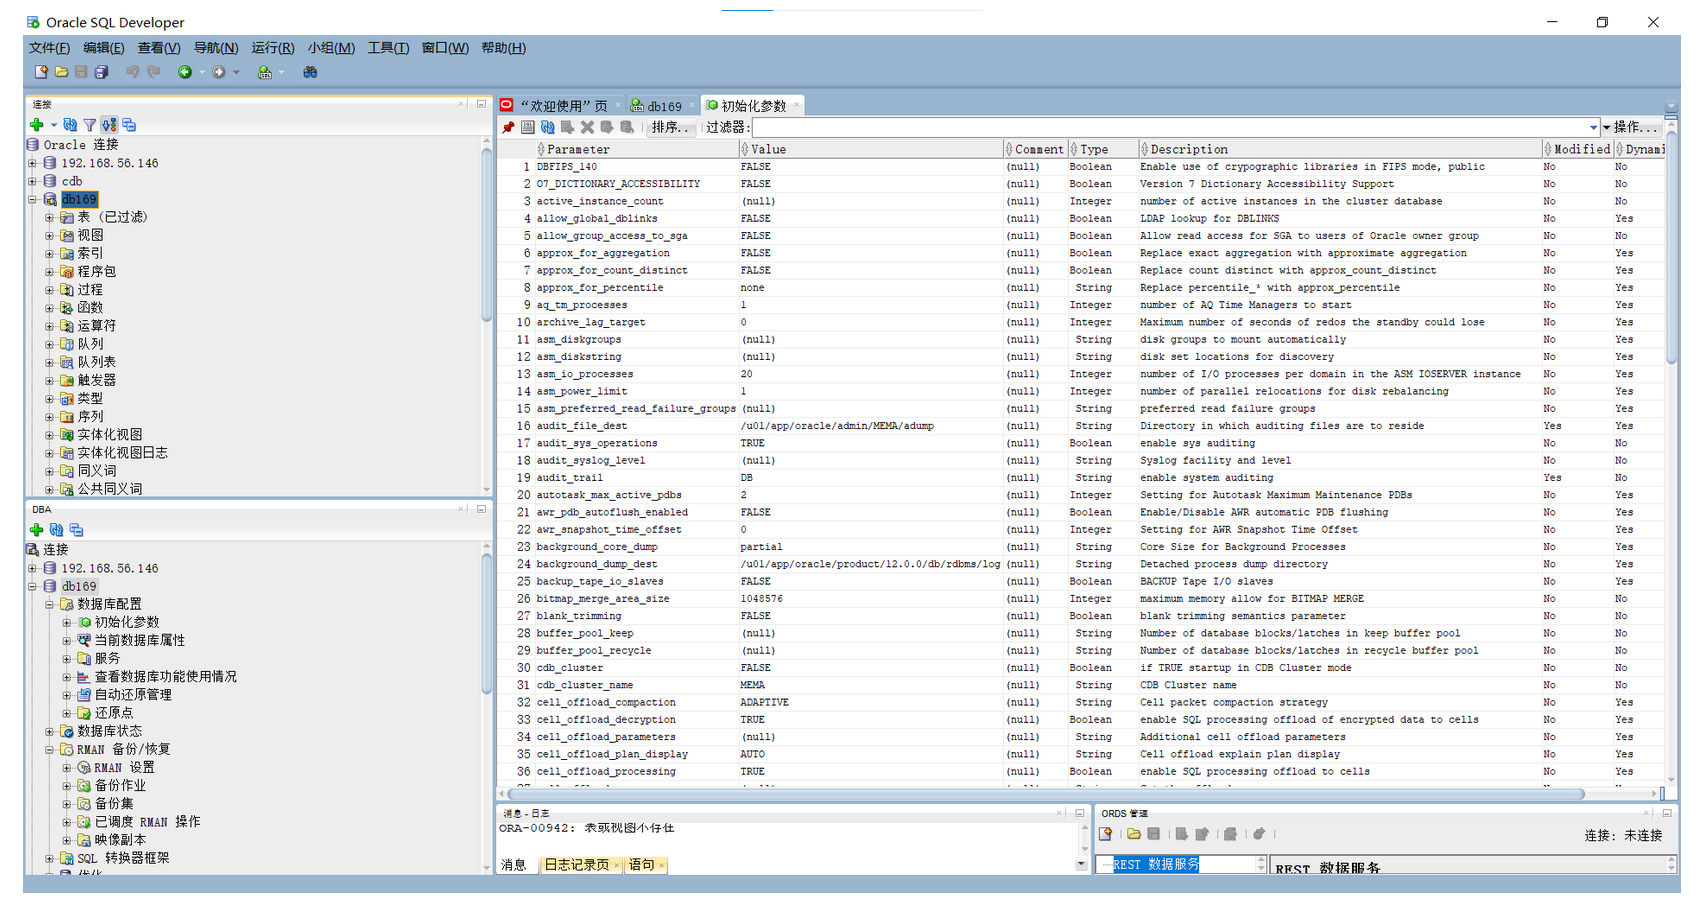 Oracle SQL Developer
文件(F) 编辑(E) 查看(V) 导航(N) 运行(R) 小组(M) 工具(T) 窗口(W) 帮助(H)
连接
Oracle 连接
192.168.56.146
cdb
db169
表 (已过滤)
视图
索引
程序包
过程
函数
运算符
队列
队列表
触发器
类型
序列
实体化视图
实体化视图日志
同义词
公共同义词
DBA
连接
192.168.56.146
db169
数据库配置
初始化参数
当前数据库属性
服务
查看数据库功能使用情况
自动还原管理
还原点
数据库状态
RMAN 备份/恢复
RMAN 设置
备份作业
备份集
已调度 RMAN 操作
映像副本
SQL 转换器框架
“欢迎使用”页 db169 初始化参数
排序.. 过滤器: 操作...
Parameter Value Comment Type Description Modified Dynami
1 DBFIPS_140 FALSE (null) Boolean Enable use of crypographic libraries in FIPS mode, public No No
2 O7_DICTIONARY_ACCESSIBILITY FALSE (null) Boolean Version 7 Dictionary Accessibility Support No No
3 active_instance_count (null) (null) Integer number of active instances in the cluster database No No
4 allow_global_dblinks FALSE (null) Boolean LDAP lookup for DBLINKS No Yes
5 allow_group_access_to_sga FALSE (null) Boolean Allow read access for SGA to users of Oracle owner group No No
6 approx_for_aggregation FALSE (null) Boolean Replace exact aggregation with approximate aggregation No Yes
7 approx_for_count_distinct FALSE (null) Boolean Replace count distinct with approx_count_distinct No Yes
8 approx_for_percentile none (null) String Replace percentile_* with approx_percentile No Yes
9 aq_tm_processes 1 (null) Integer number of AQ Time Managers to start No Yes
10 archive_lag_target 0 (null) Integer Maximum number of seconds of redos the standby could lose No Yes
11 asm_diskgroups (null) (null) String disk groups to mount automatically No Yes
12 asm_diskstring (null) (null) String disk set locations for discovery No Yes
13 asm_io_processes 20 (null) Integer number of I/O processes per domain in the ASM IOSERVER instance No Yes
14 asm_power_limit 1 (null) Integer number of parallel relocations for disk rebalancing No Yes
15 asm_preferred_read_failure_groups (null) (null) String preferred read failure groups No Yes
16 audit_file_dest /u01/app/oracle/admin/MEMA/adump (null) String Directory in which auditing files are to reside Yes Yes
17 audit_sys_operations TRUE (null) Boolean enable sys auditing No No
18 audit_syslog_level (null) (null) String Syslog facility and level No No
19 audit_trail DB (null) String enable system auditing Yes No
20 autotask_max_active_pdbs 2 (null) Integer Setting for Autotask Maximum Maintenance PDBs No Yes
21 awr_pdb_autoflush_enabled FALSE (null) Boolean Enable/Disable AWR automatic PDB flushing No Yes
22 awr_snapshot_time_offset 0 (null) Integer Setting for AWR Snapshot Time Offset No Yes
23 background_core_dump partial (null) String Core Size for Background Processes No Yes
24 background_dump_dest /u01/app/oracle/product/12.0.0/db/rdbms/log (null) String Detached process dump directory No Yes
25 backup_tape_io_slaves FALSE (null) Boolean BACKUP Tape I/O slaves No Yes
26 bitmap_merge_area_size 1048576 (null) Integer maximum memory allow for BITMAP MERGE No No
27 blank_trimming FALSE (null) Boolean blank trimming semantics parameter No No
28 buffer_pool_keep (null) (null) String Number of database blocks/latches in keep buffer pool No No
29 buffer_pool_recycle (null) (null) String Number of database blocks/latches in recycle buffer pool No No
30 cdb_cluster FALSE (null) Boolean if TRUE startup in CDB Cluster mode No No
31 cdb_cluster_name MEMA (null) String CDB Cluster name No No
32 cell_offload_compaction ADAPTIVE (null) String Cell packet compaction strategy No Yes
33 cell_offload_decryption TRUE (null) Boolean enable SQL processing offload of encrypted data to cells No Yes
34 cell_offload_parameters (null) (null) String Additional cell offload parameters No Yes
35 cell_offload_plan_display AUTO (null) String Cell offload explain plan display No Yes
36 cell_offload_processing TRUE (null) Boolean enable SQL processing offload to cells No Yes
消息 - 日志
ORA-00942: 表或视图不存在
消息 日志记录页 语句
ORDS 管理
连接: 未连接
REST 数据服务
REST 数据服务